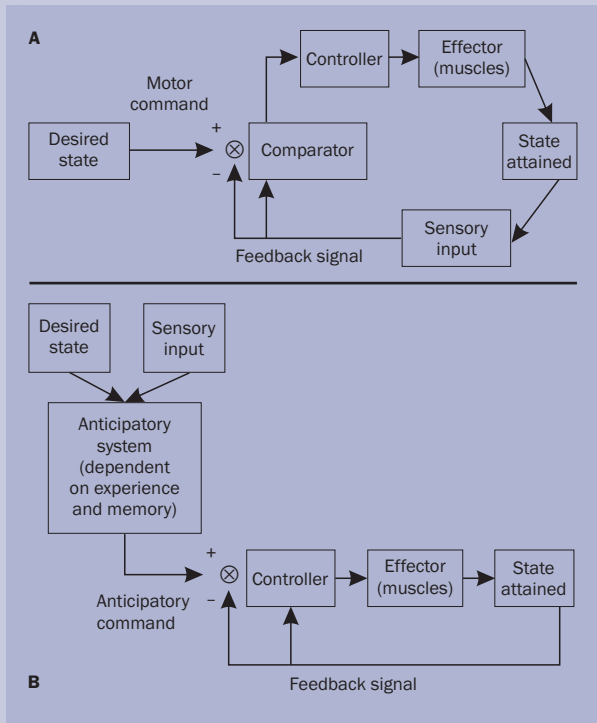 A
Motor
command
Desired
state
+
⊗
-
Comparator
Controller
Effector
(muscles)
State
attained
Sensory
input
Feedback signal
Desired
state
Sensory
input
Anticipatory
system
(dependent
on experience
and memory)
+
⊗
-
Anticipatory
command
Controller
Effector
(muscles)
State
attained
Feedback signal
B